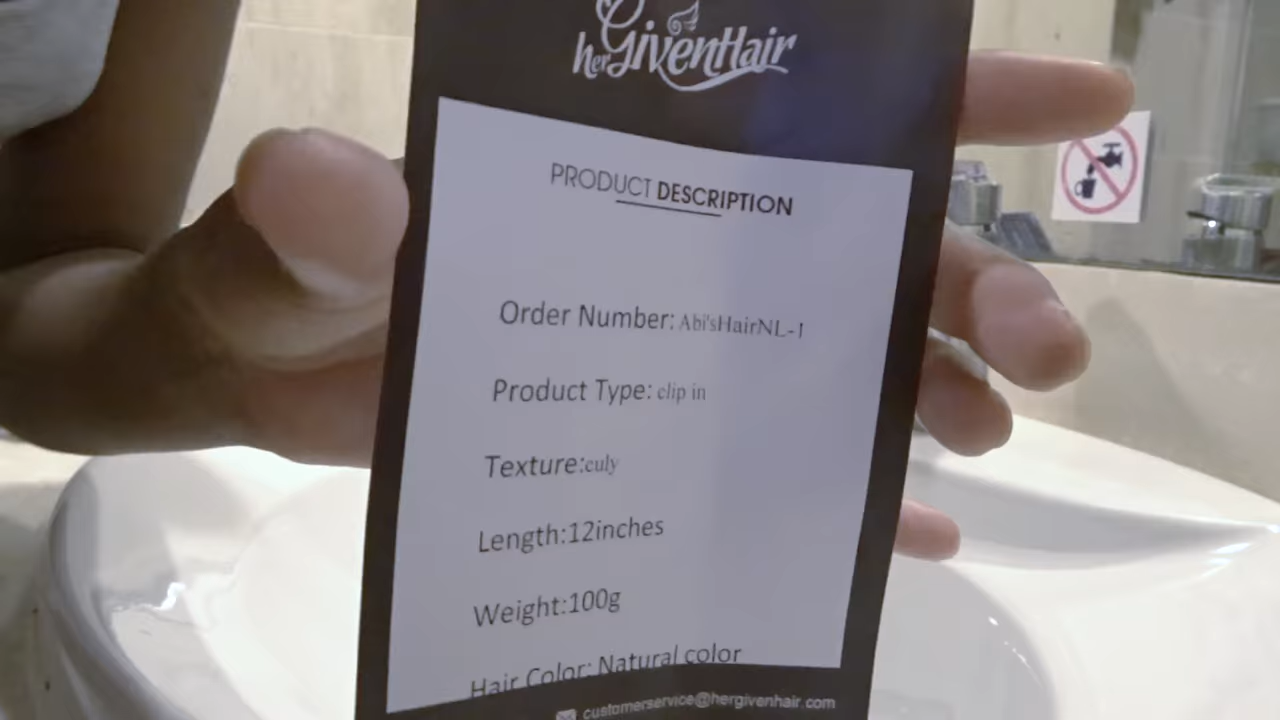 herGivenHair
PRODUCT DESCRIPTION
Order Number: Abi'sHairNL-1
Product Type: clip in
Texture:culy
Length:12inches
Weight:100g
Hair Color: Natural color
customerservice@hergivenhair.com